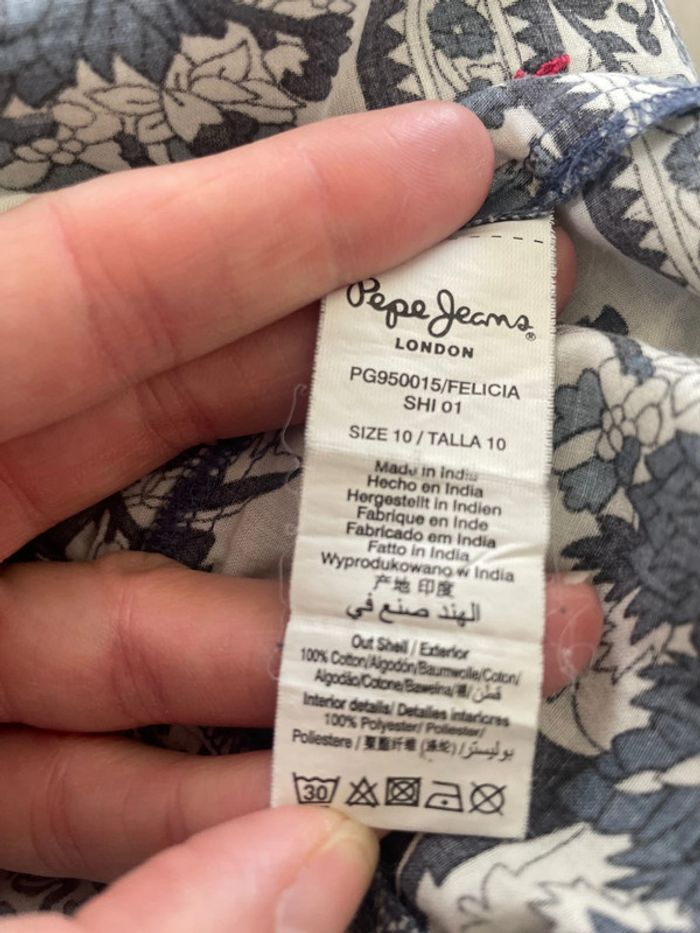 Pepe Jeans®
LONDON
PG950015/FELICIA
SHI 01
SIZE 10 / TALLA 10
Made in India
Hecho en India
Hergestellt in Indien
Fabrique en Inde
Fabricado em India
Fatto in India
Wyprodukowano w India
产地 印度
الهند صنع في
Out Shell / Exterior
100% Cotton/Algodón/Baumwolle/Coton/
Algodão/Cotone/Bawelna/棉/قطن
Interior details/ Detalles interiores
100% Polyester/ Poliester/
Poliestere / 聚酯纤维 (涤纶) /بوليستر
30